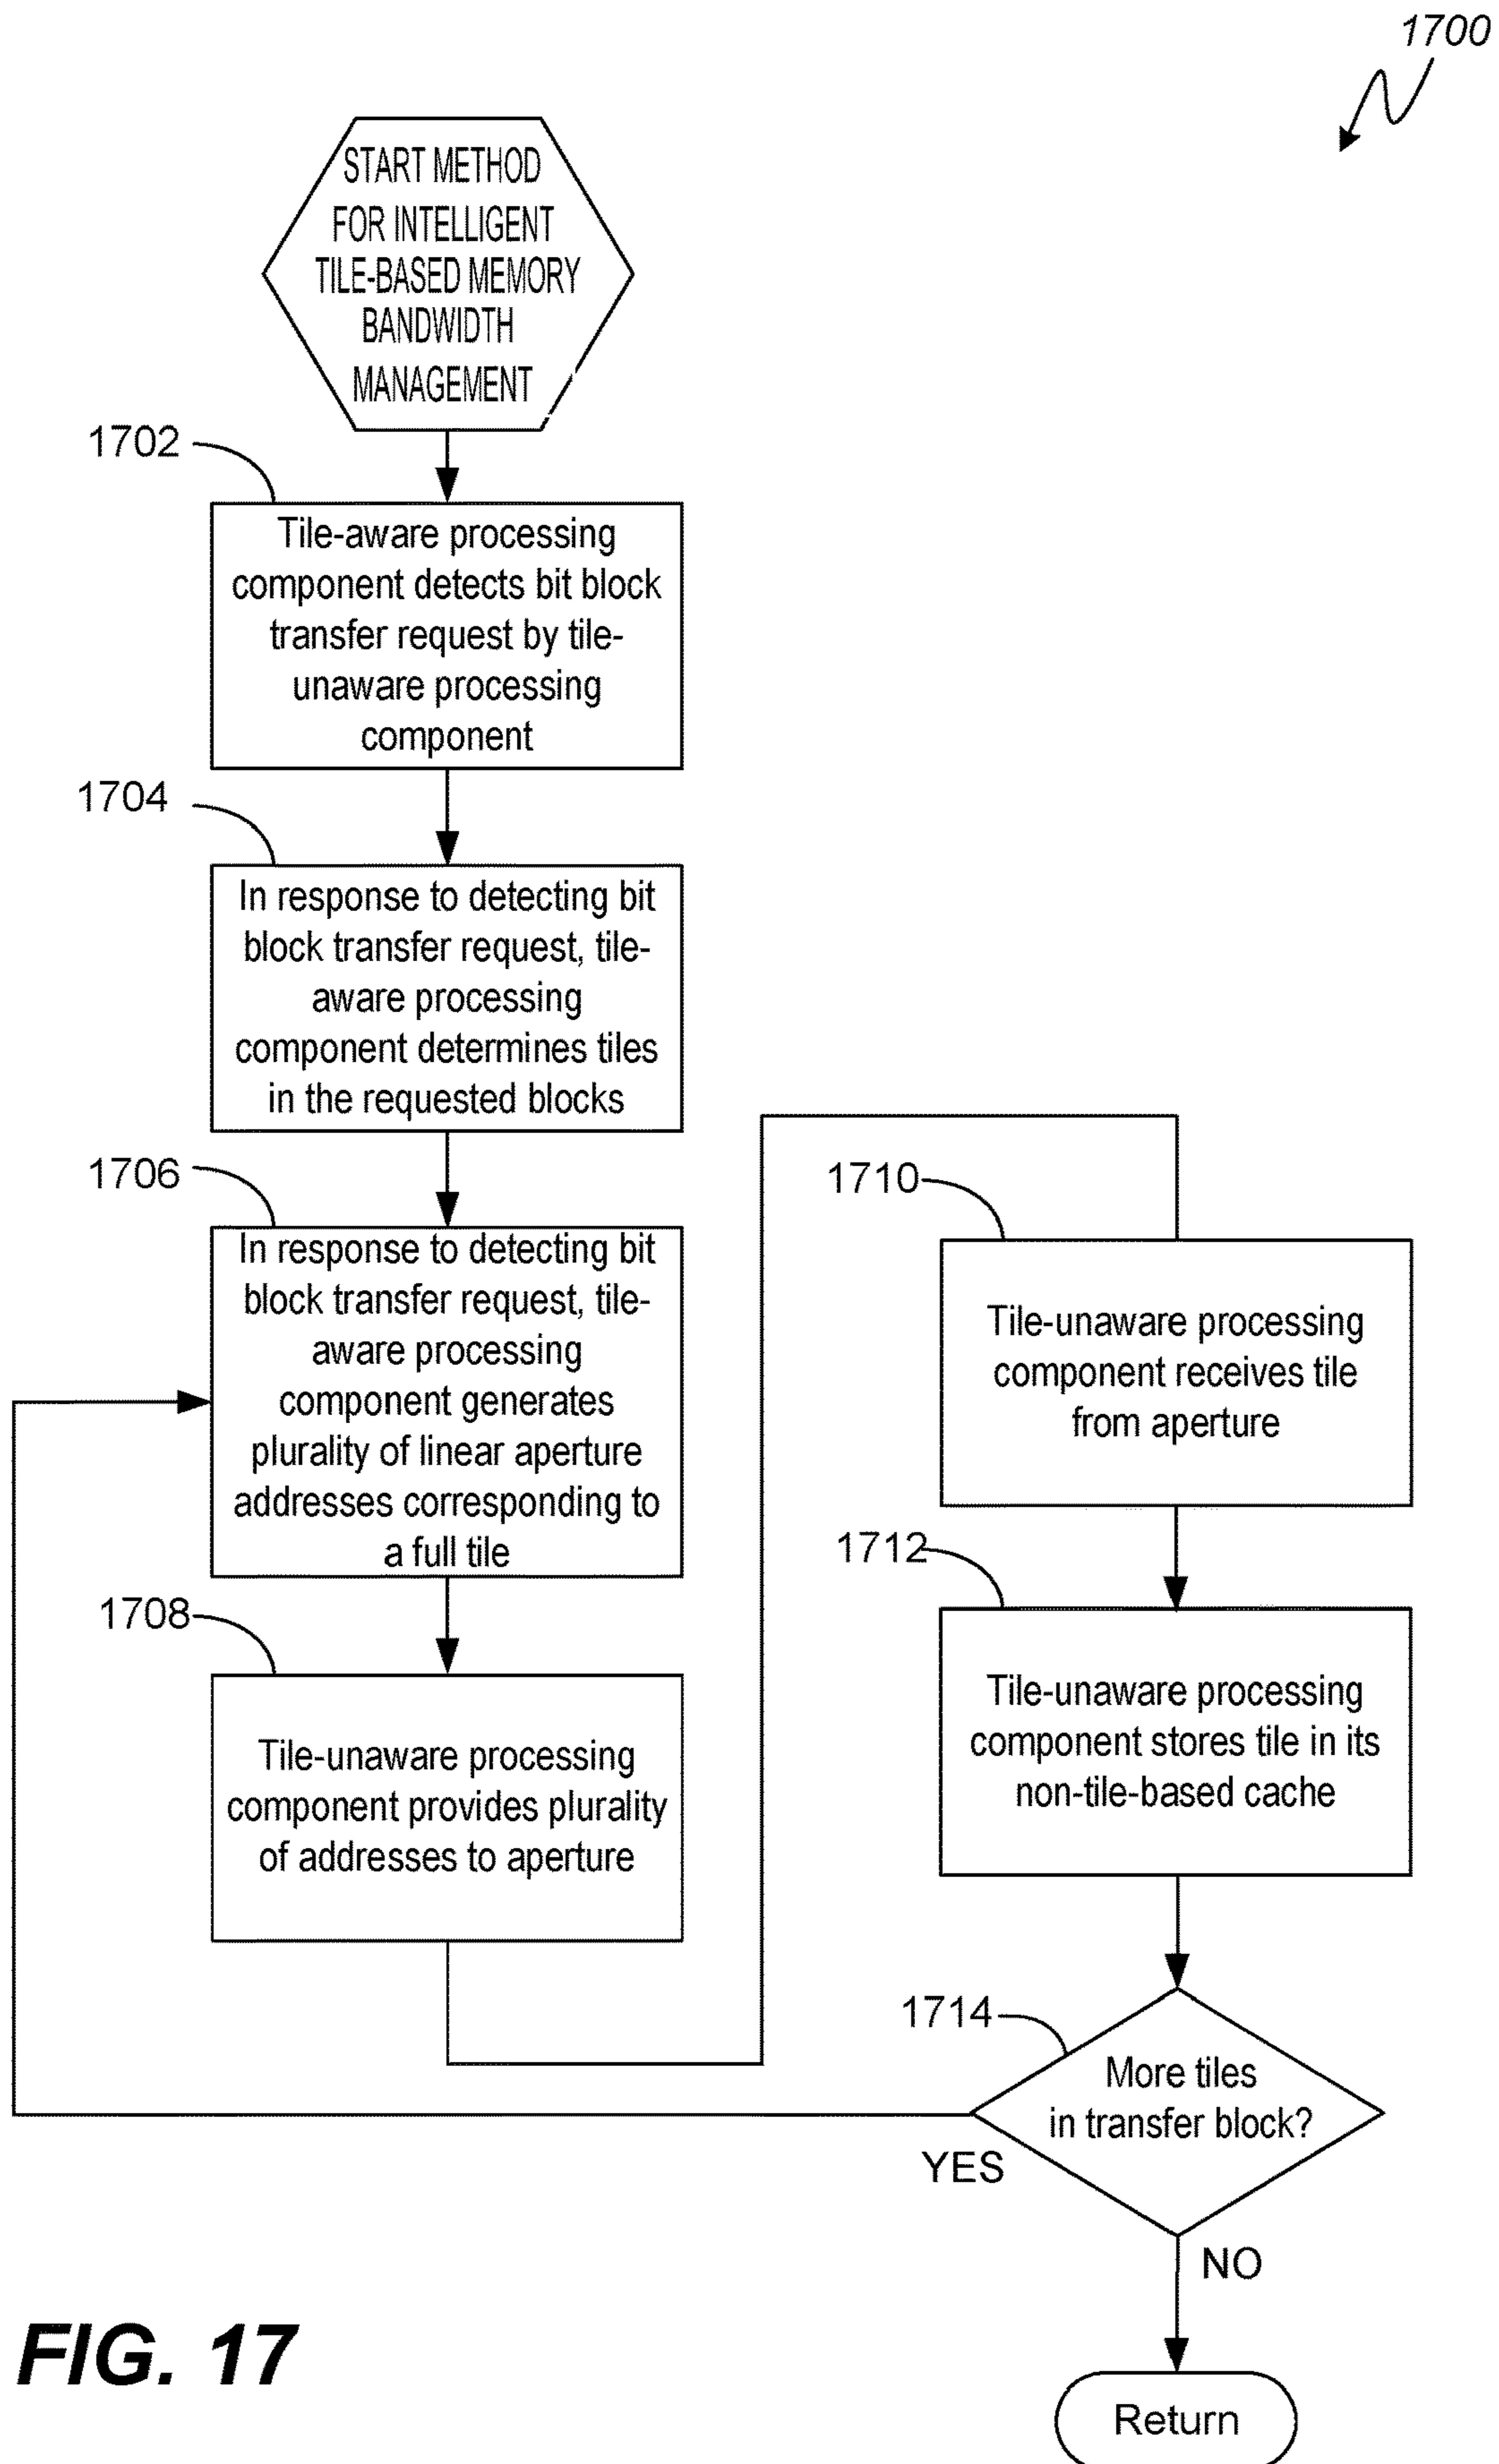 1700
START METHOD
FOR INTELLIGENT
TILE-BASED MEMORY
BANDWIDTH
MANAGEMENT
1702
Tile-aware processing
component detects bit block
transfer request by tile-
unaware processing
component
1704
In response to detecting bit
block transfer request, tile-
aware processing
component determines tiles
in the requested blocks
1706
In response to detecting bit
block transfer request, tile-
aware processing
component generates
plurality of linear aperture
addresses corresponding to
a full tile
1708
Tile-unaware processing
component provides plurality
of addresses to aperture
1710
Tile-unaware processing
component receives tile
from aperture
1712
Tile-unaware processing
component stores tile in its
non-tile-based cache
1714
More tiles
in transfer block?
YES
NO
Return
FIG. 17